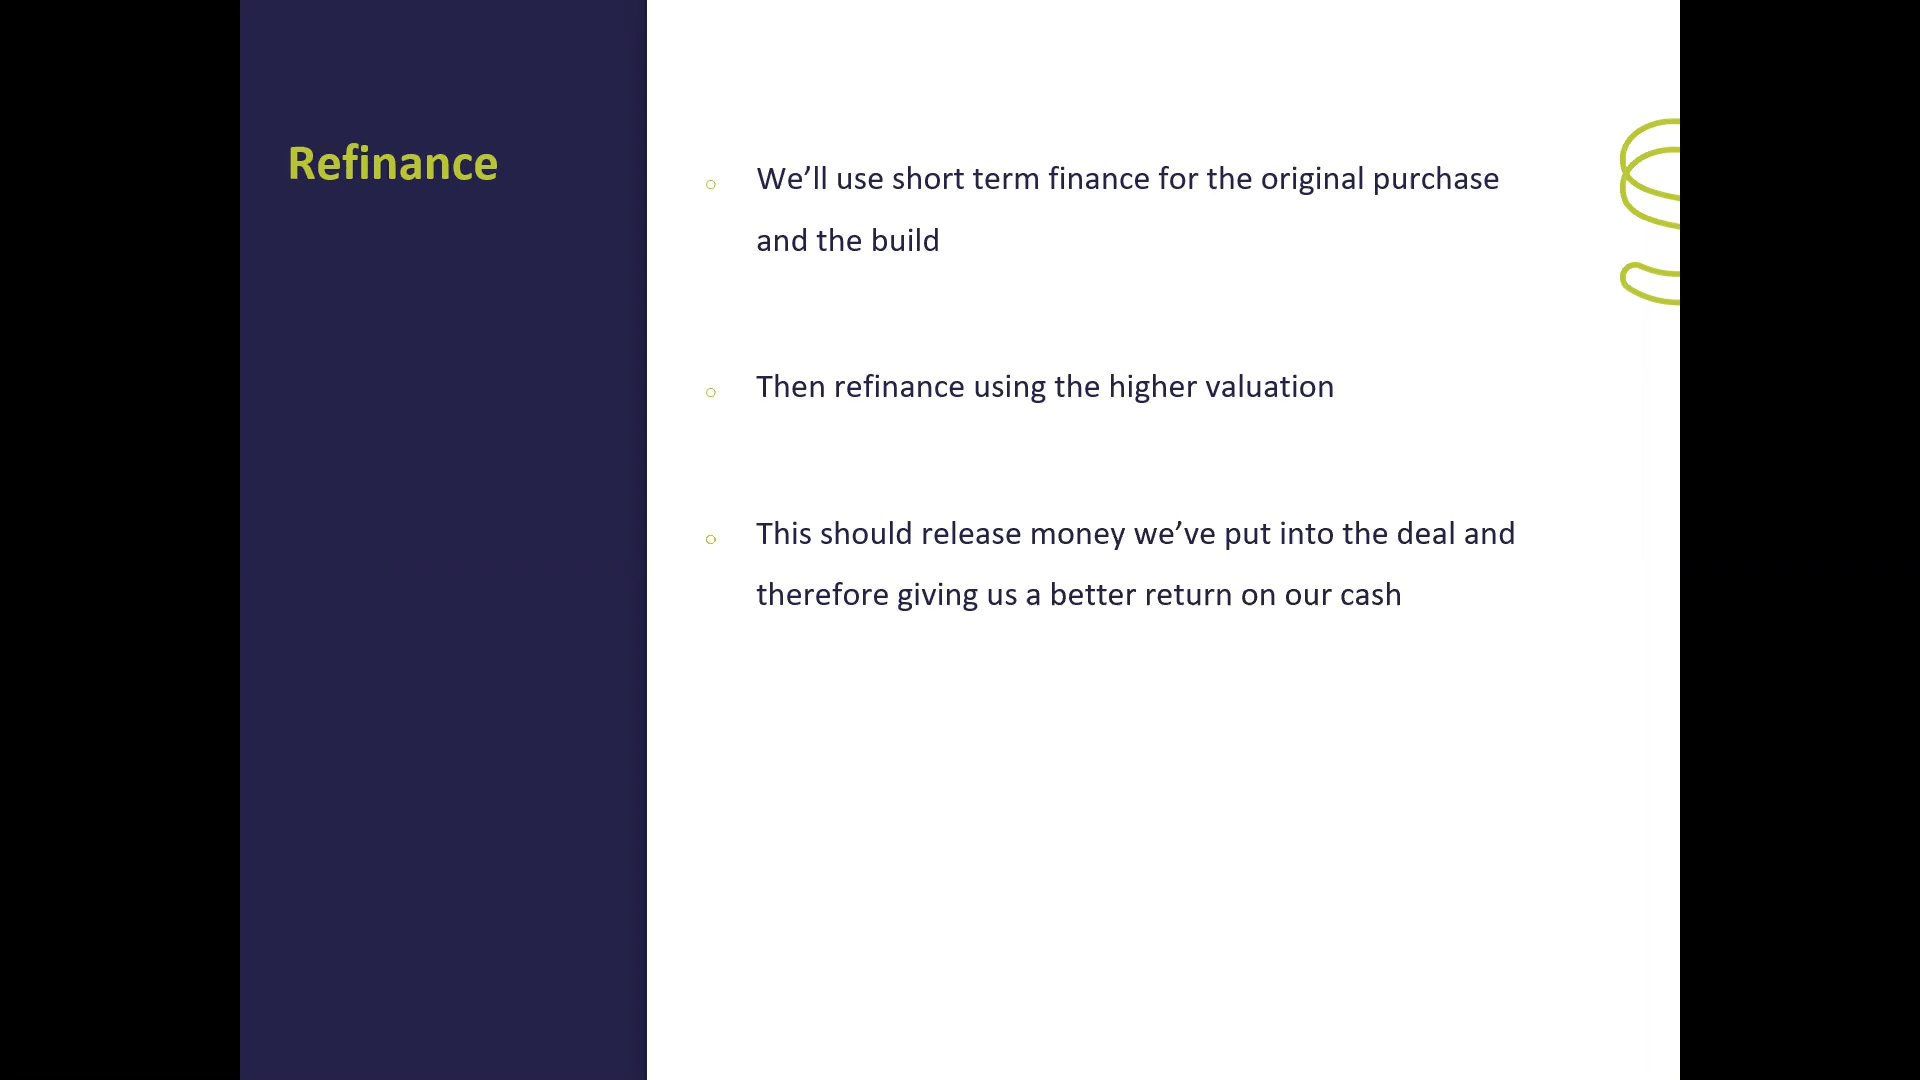 Refinance
We’ll use short term finance for the original purchase
and the build
Then refinance using the higher valuation
This should release money we’ve put into the deal and
therefore giving us a better return on our cash